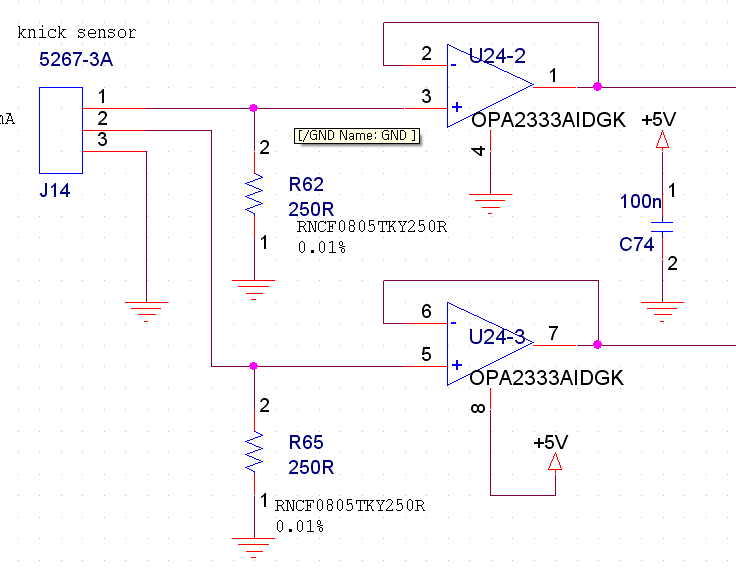 knick sensor
5267-3A
1
2
3
J14
2
3
-
+
U24-2
1
OPA2333AIDGK
4
[/GND Name: GND ]
2
R62
250R
RNCF0805TKY250R
0.01%
1
+5V
1
100n
C74
2
6
5
-
+
U24-3
7
OPA2333AIDGK
8
+5V
2
R65
250R
1
RNCF0805TKY250R
0.01%